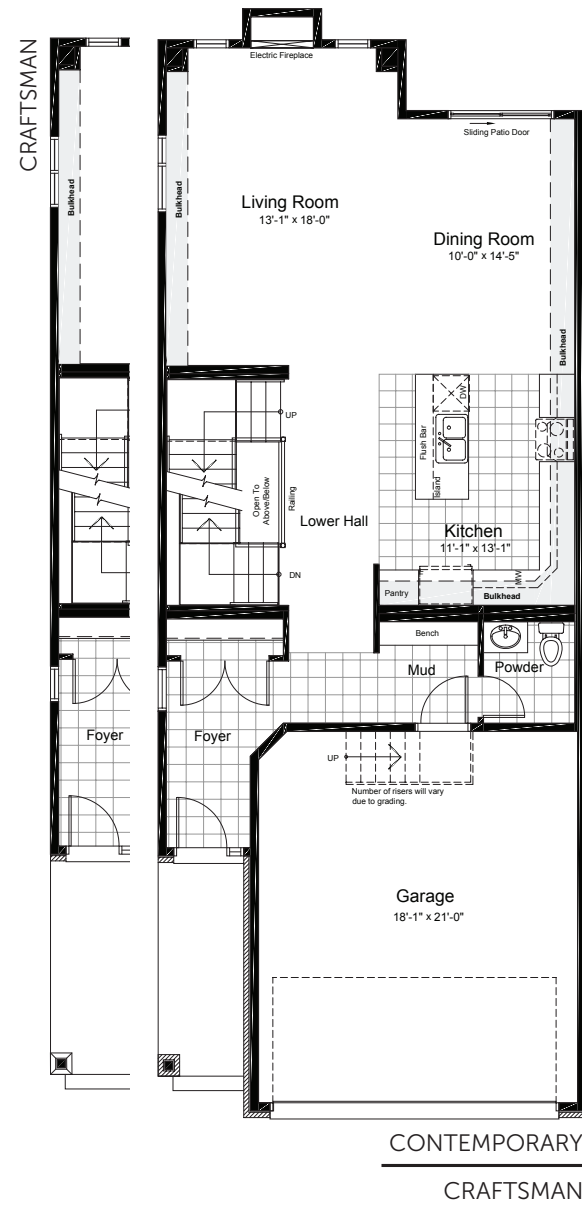 CRAFTSMAN
Electric Fireplace
Sliding Patio Door
Bulkhead
Bulkhead
Living Room
13'-1" x 18'-0"
Dining Room
10'-0" x 14'-5"
Bulkhead
UP
DW
Flush Bar
Island
Open To
Above/Below
Railing
Lower Hall
Kitchen
11'-1" x 13'-1"
DN
MW
Pantry
Bulkhead
Bench
Mud
Powder
Foyer
Foyer
UP
Number of risers will vary
due to grading.
Garage
18'-1" x 21'-0"
CONTEMPORARY
CRAFTSMAN